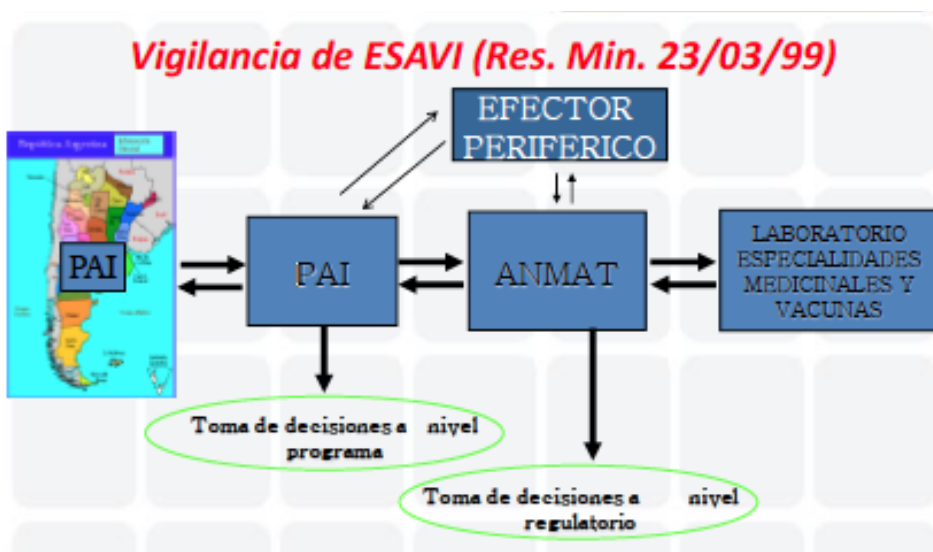 Vigilancia de ESAVI (Res. Min. 23/03/99)
EFECTOR
PERIFERICO
República Argentina
PAI
PAI
ANMAT
LABORATORIO
ESPECIALIDADES
MEDICINALES Y
VACUNAS
Toma de decisiones a nivel
programa
Toma de decisiones a nivel
regulatorio